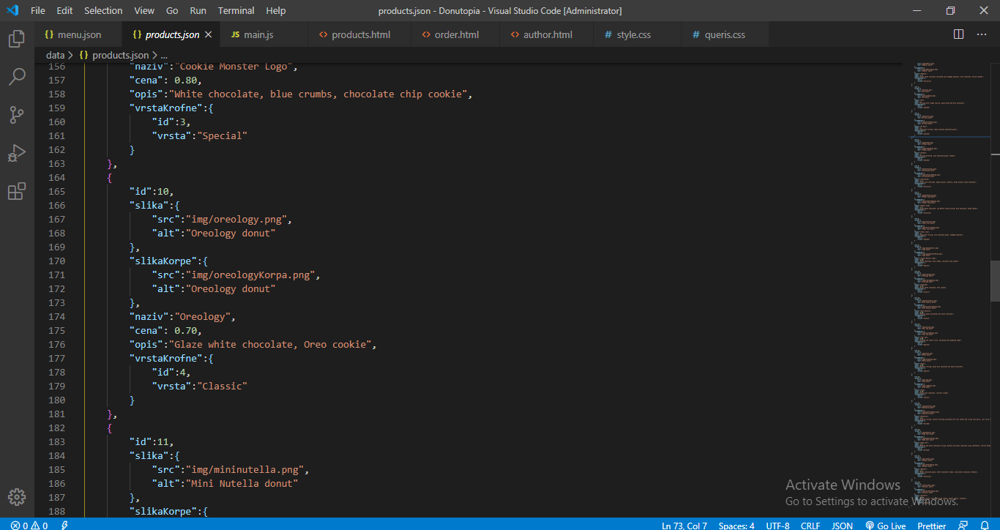 File Edit Selection View Go Run Terminal Help products.json - Donutopia - Visual Studio Code [Administrator]
{} menu.json {} products.json JS main.js <> products.html <> order.html <> author.html # style.css # queris.css ...
data > {} products.json > ...
156 "naziv":"Cookie Monster Logo",
157 "cena": 0.80,
158 "opis":"White chocolate, blue crumbs, chocolate chip cookie",
159 "vrstaKrofne":{
160 "id":3,
161 "vrsta":"Special"
162 }
163 },
164 {
165 "id":10,
166 "slika":{
167 "src":"img/oreology.png",
168 "alt":"Oreology donut"
169 },
170 "slikaKorpe":{
171 "src":"img/oreologyKorpa.png",
172 "alt":"Oreology donut"
173 },
174 "naziv":"Oreology",
175 "cena": 0.70,
176 "opis":"Glaze white chocolate, Oreo cookie",
177 "vrstaKrofne":{
178 "id":4,
179 "vrsta":"Classic"
180 }
181 },
182 {
183 "id":11,
184 "slika":{
185 "src":"img/mininutella.png",
186 "alt":"Mini Nutella donut"
187 },
188 "slikaKorpe":{
Activate Windows
Go to Settings to activate Windows.
0 0 Ln 73, Col 7 Spaces: 4 UTF-8 CRLF JSON Go Live Prettier